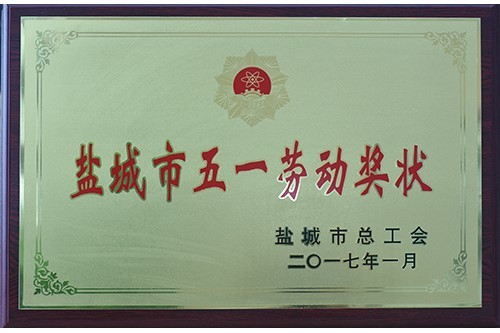 盐城市五一劳动奖状
盐城市总工会
二〇一七年一月